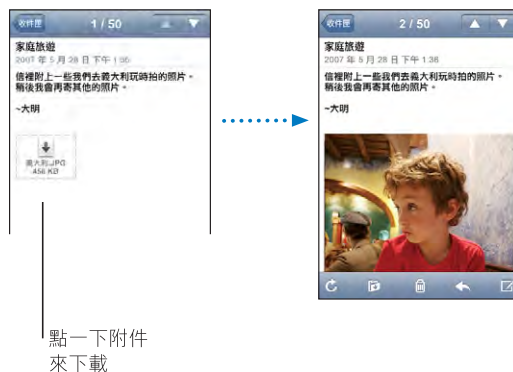 收件匣
1 / 50
家庭旅遊
2007 年 5 月 28 日 下午 1:36
信裡附上一些我們去義大利玩時拍的照片。
稍後我會再寄其他的照片。
~大明
義大利.JPG
456 KB
點一下附件
來下載
收件匣
2 / 50
家庭旅遊
2007 年 5 月 28 日 下午 1:36
信裡附上一些我們去義大利玩時拍的照片。
稍後我會再寄其他的照片。
~大明